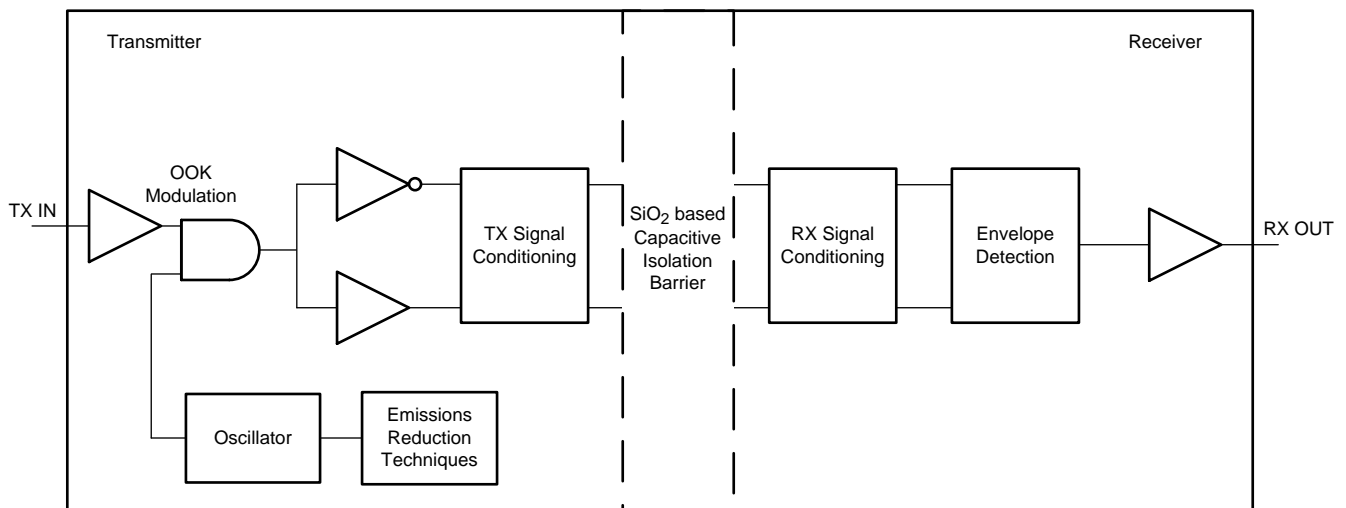 Transmitter
Receiver
OOK
Modulation
TX IN
TX Signal
Conditioning
SiO2 based
Capacitive
Isolation
Barrier
RX Signal
Conditioning
Envelope
Detection
RX OUT
Oscillator
Emissions
Reduction
Techniques